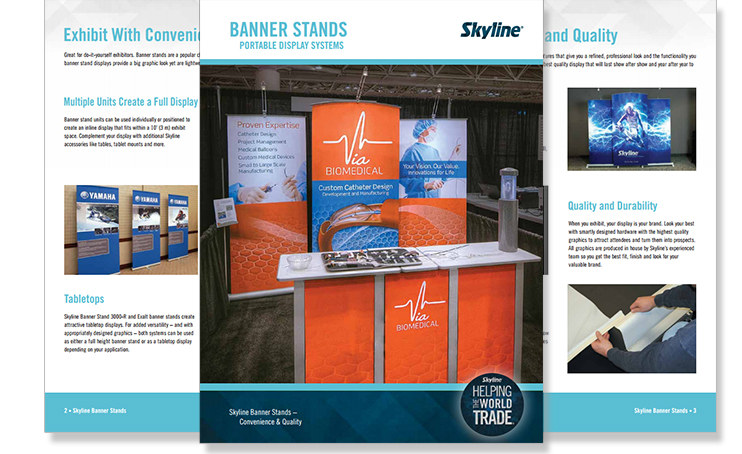 Exhibit With Convenie
Great for do-it-yourself exhibitors. Banner stands are a popular c
banner stand displays provide a big graphic look yet are lightwe
Multiple Units Create a Full Display
Banner stand units can be used individually or positioned to
create an inline display that fits within a 10' (3 m) exhibit
space. Complement your display with additional Skyline
accessories like tables, tablet mounts and more.
YAMAHA
YAMAHA
YAMAHA
Tabletops
Skyline Banner Stand 3000-R and Exalt banner stands create
attractive tabletop displays. For added versatility – and with
appropriately designed graphics – both systems can be used
as either a full height banner stand or as a tabletop display
depending on your application.
2 • Skyline Banner Stands
BANNER STANDS
PORTABLE DISPLAY SYSTEMS
Skyline®
Proven Expertise
Catheter Design
Project Management
Medical Balloons
Custom Medical Devices
Small to Large Scale
Manufacturing
Via
BIOMEDICAL
Custom Catheter Design
Development and Manufacturing
Your Vision. Our Value.
Innovations for Life
Via
BIOMEDICAL
Skyline Banner Stands –
Convenience & Quality
Skyline
HELPING
THE WORLD
TRADE.
and Quality
tures that give you a refined, professional look and the functionality you
est quality display that will last show after show and year after year to
Skyline
Quality and Durability
When you exhibit, your display is your brand. Look your best
with smartly designed hardware with the highest quality
graphics to attract attendees and turn them into prospects.
All graphics are produced in house by Skyline's experienced
team so you get the best fit, finish and look for your
valuable brand.
Skyline Banner Stands • 3